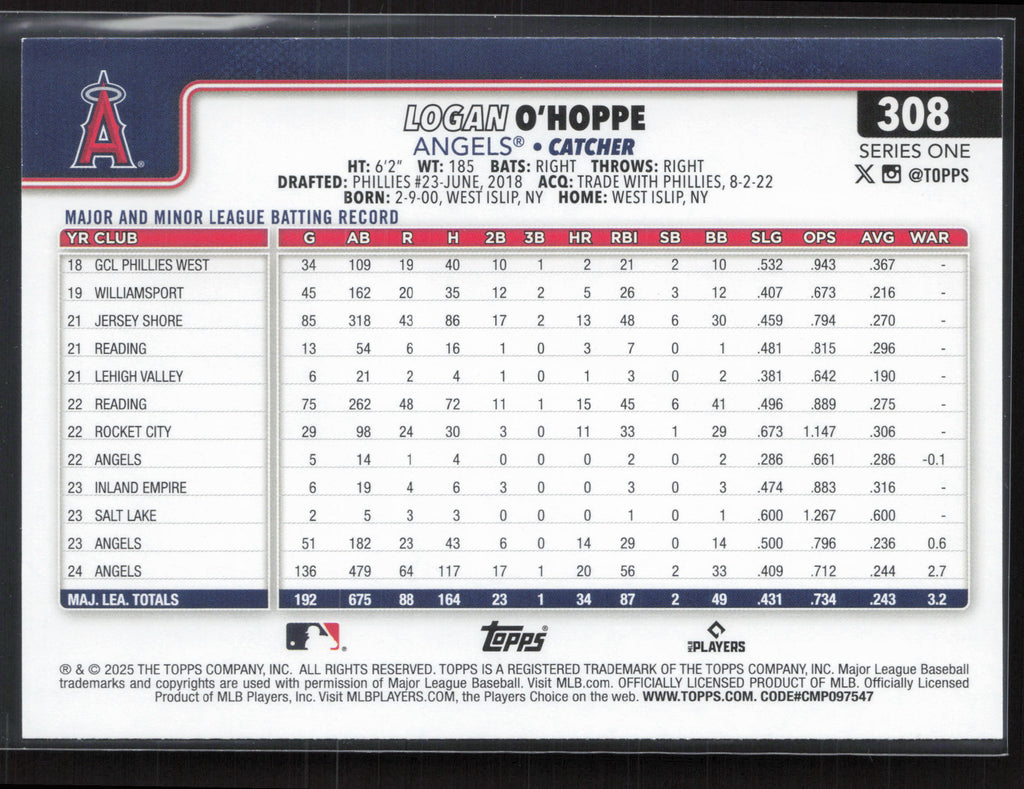 A
308
LOGAN O'HOPPE
ANGELS® • CATCHER
SERIES ONE
HT: 6'2" WT: 185 BATS: RIGHT THROWS: RIGHT
@TOPPS
DRAFTED: PHILLIES #23-JUNE, 2018 ACQ: TRADE WITH PHILLIES, 8-2-22
BORN: 2-9-00, WEST ISLIP, NY HOME: WEST ISLIP, NY
MAJOR AND MINOR LEAGUE BATTING RECORD
YR CLUB G AB R H 2B 3B HR RBI SB BB SLG OPS AVG WAR
18 GCL PHILLIES WEST 34 109 19 40 10 1 2 21 2 10 .532 .943 .367 -
19 WILLIAMSPORT 45 162 20 35 12 2 5 26 3 12 .407 .673 .216 -
21 JERSEY SHORE 85 318 43 86 17 2 13 48 6 30 .459 .794 .270 -
21 READING 13 54 6 16 1 0 3 7 0 1 .481 .815 .296 -
21 LEHIGH VALLEY 6 21 2 4 1 0 1 3 0 2 .381 .642 .190 -
22 READING 75 262 48 72 11 1 15 45 6 41 .496 .889 .275 -
22 ROCKET CITY 29 98 24 30 3 0 11 33 1 29 .673 1.147 .306 -
22 ANGELS 5 14 1 4 0 0 0 2 0 2 .286 .661 .286 -0.1
23 INLAND EMPIRE 6 19 4 6 3 0 0 3 0 3 .474 .883 .316 -
23 SALT LAKE 2 5 3 3 0 0 0 1 0 1 .600 1.267 .600 -
23 ANGELS 51 182 23 43 6 0 14 29 0 14 .500 .796 .236 0.6
24 ANGELS 136 479 64 117 17 1 20 56 2 33 .409 .712 .244 2.7
MAJ. LEA. TOTALS 192 675 88 164 23 1 34 87 2 49 .431 .734 .243 3.2
Topps®
MLB PLAYERS
® & © 2025 THE TOPPS COMPANY, INC. ALL RIGHTS RESERVED. TOPPS IS A REGISTERED TRADEMARK OF THE TOPPS COMPANY, INC. Major League Baseball
trademarks and copyrights are used with permission of Major League Baseball. Visit MLB.com. OFFICIALLY LICENSED PRODUCT OF MLB. Officially Licensed
Product of MLB Players, Inc. Visit MLBPLAYERS.COM, the Players Choice on the web. WWW.TOPPS.COM. CODE#CMP097547